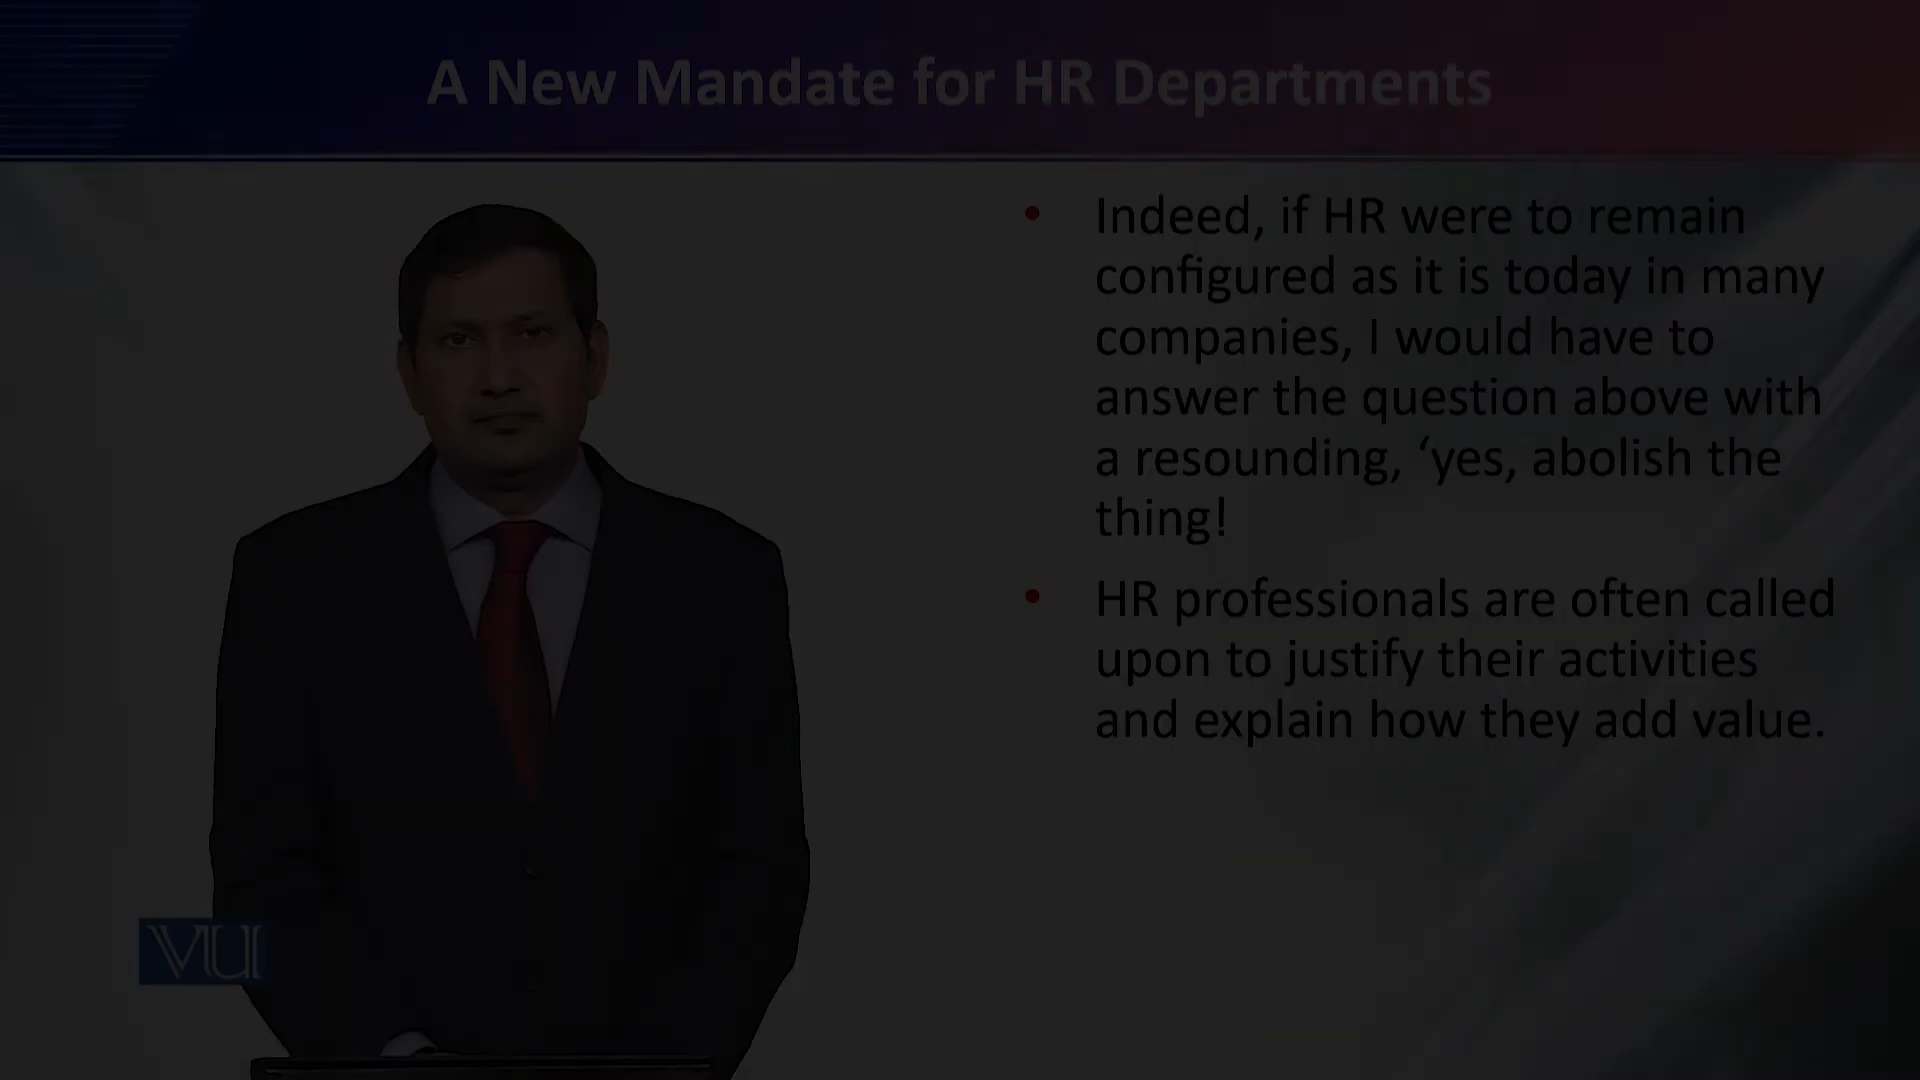 A New Mandate for HR Departments
• Indeed, if HR were to remain
configured as it is today in many
companies, I would have to
answer the question above with
a resounding, ‘yes, abolish the
thing!
• HR professionals are often called
upon to justify their activities
and explain how they add value.
VU